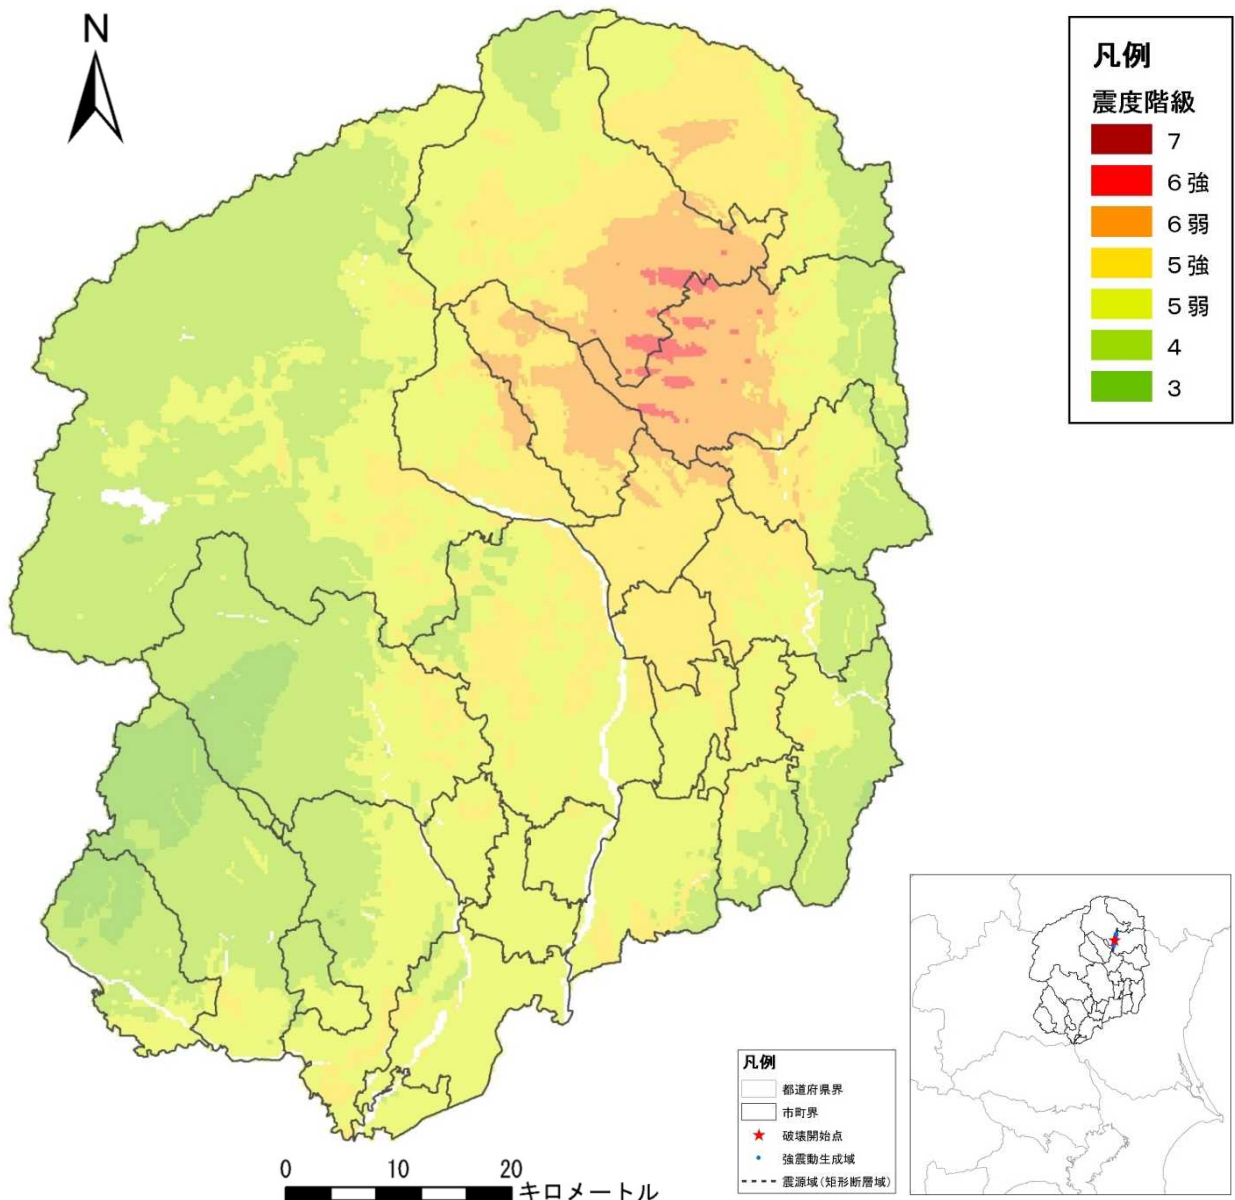 N
凡例
震度階級
7
6強
6弱
5強
5弱
4
3
0 10 20
キロメートル
凡例
都道府県界
市町界
破壊開始点
強震動生成域
震源域(矩形断層域)